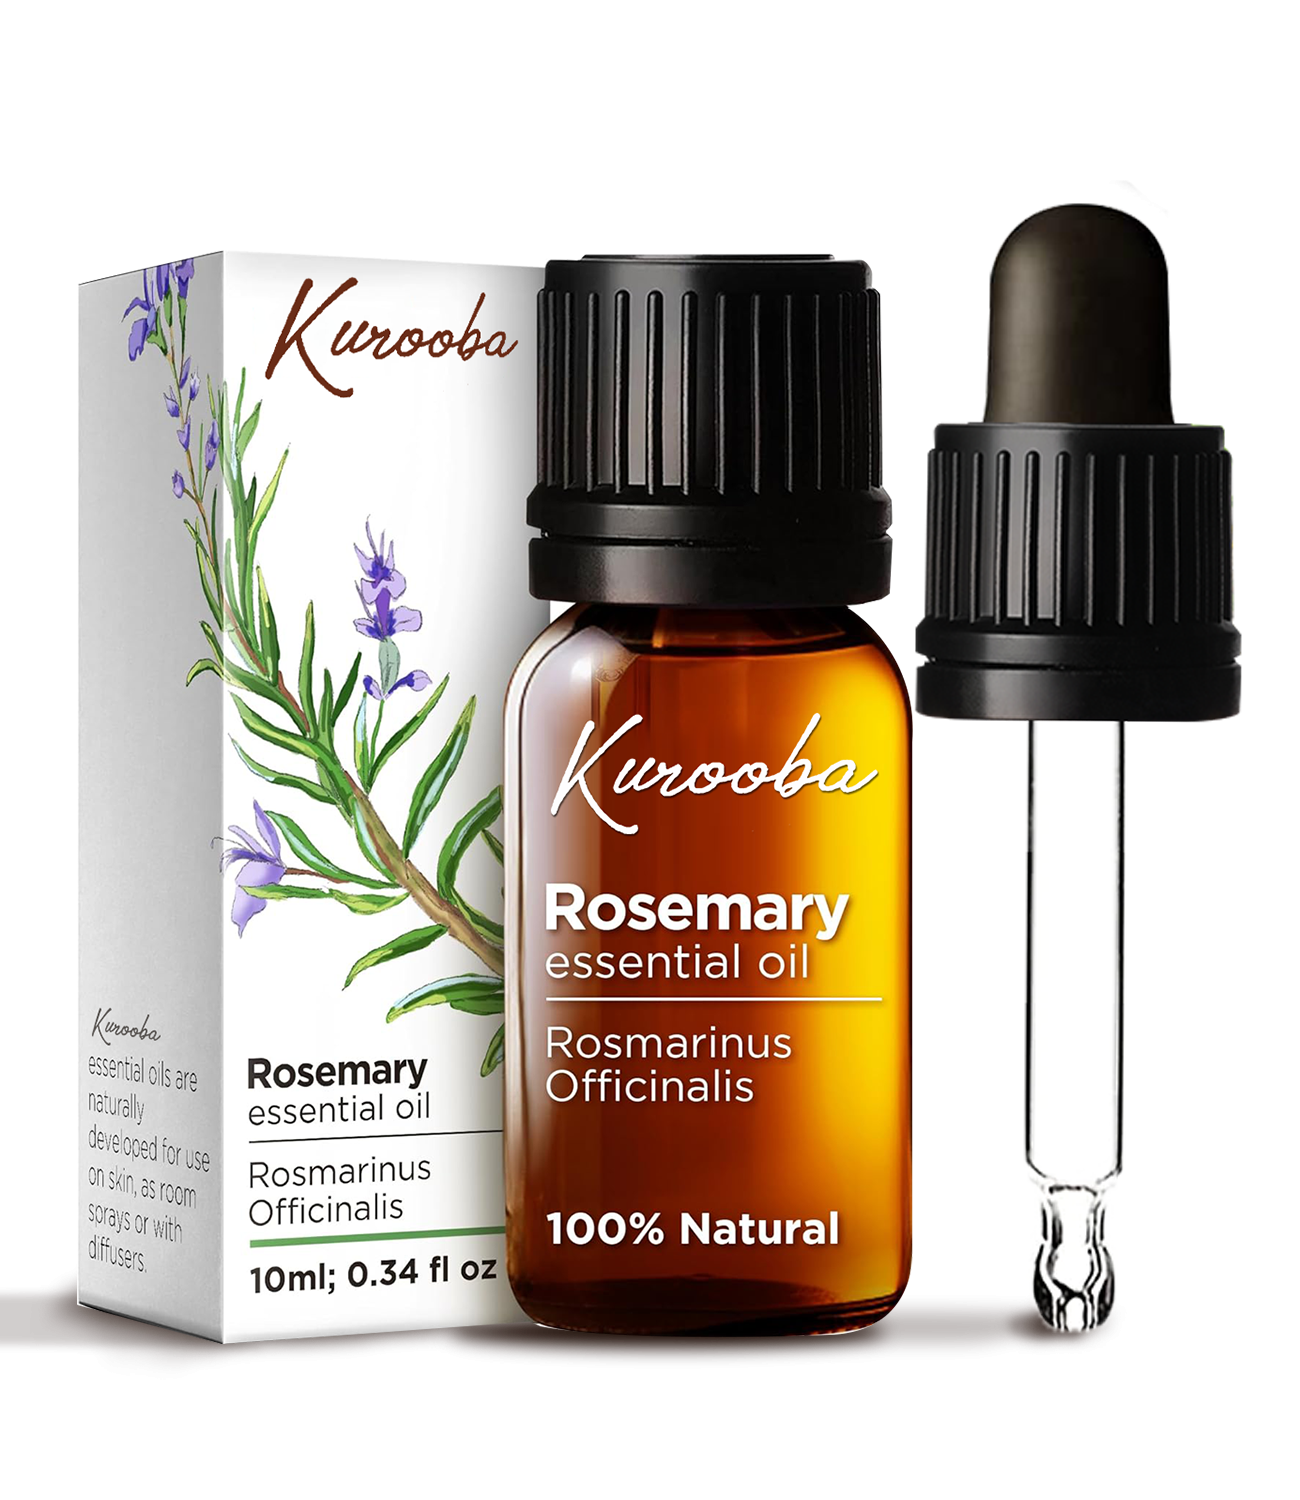 Kurooba
Rosemary
essential oil
Rosmarinus
Officinalis
10ml; 0.34 fl oz
Kurooba
essential oils are
naturally
developed for use
on skin, as room
sprays or with
diffusers.
Kurooba
Rosemary
essential oil
Rosmarinus
Officinalis
100% Natural